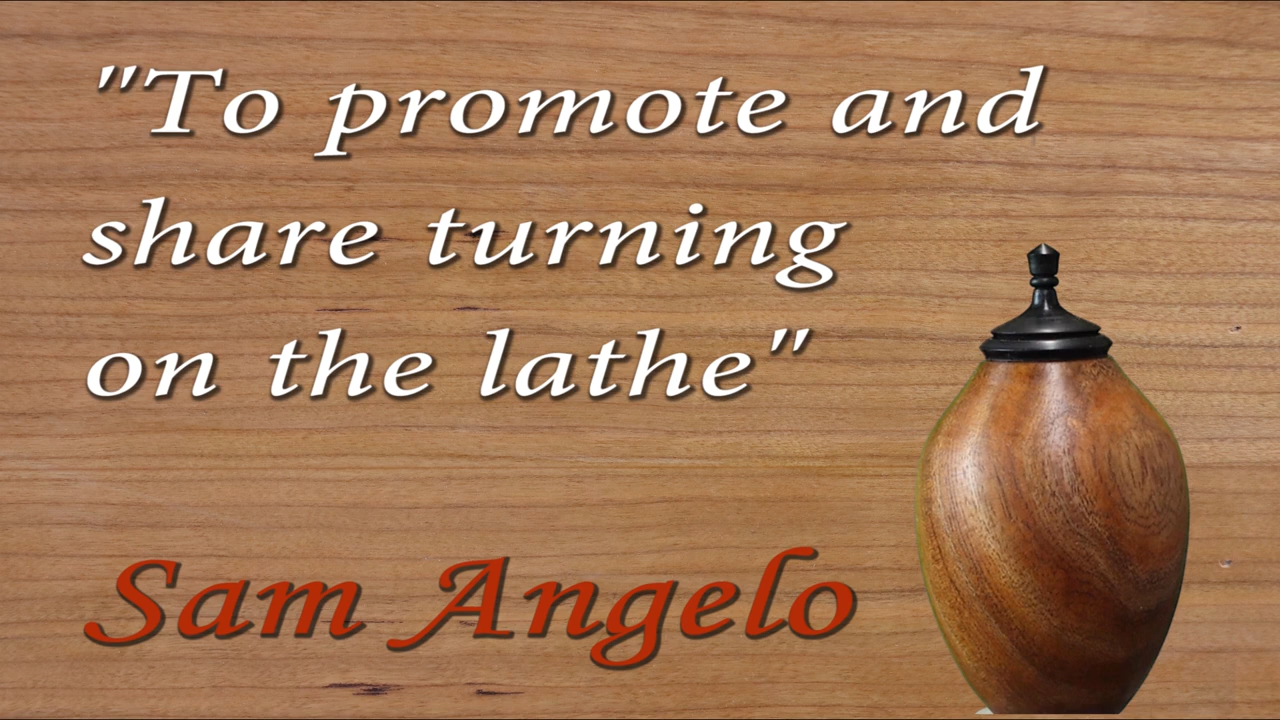 "To promote and
share turning
on the lathe"
Sam Angelo